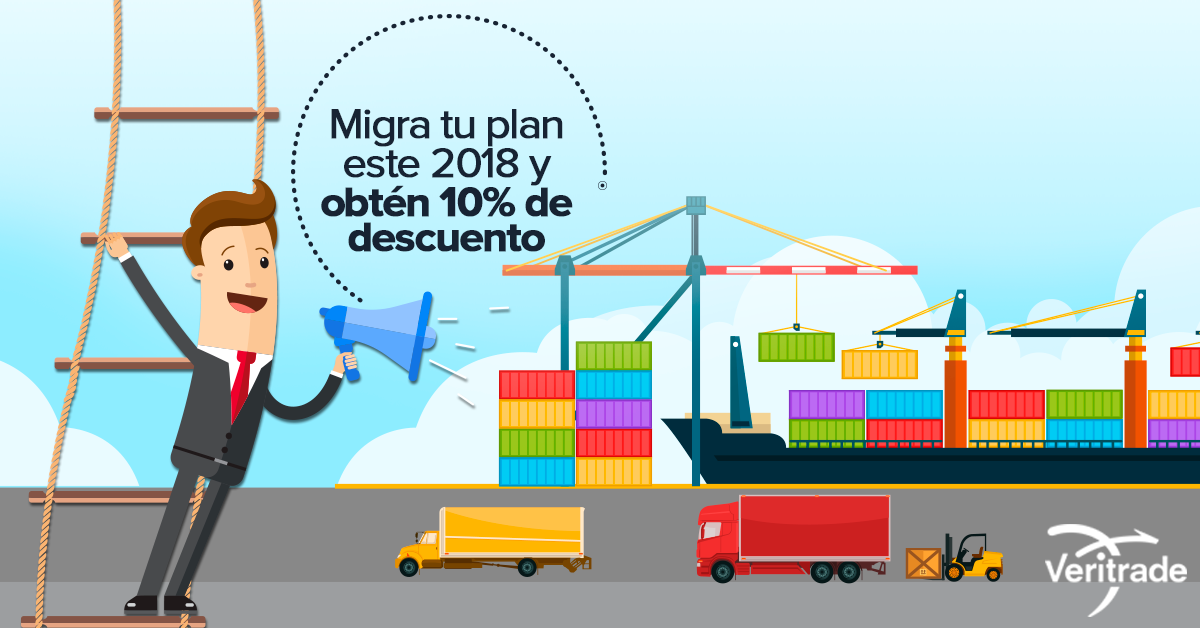 Migra tu plan
este 2018 y
obtén 10% de
descuento
Veritrade